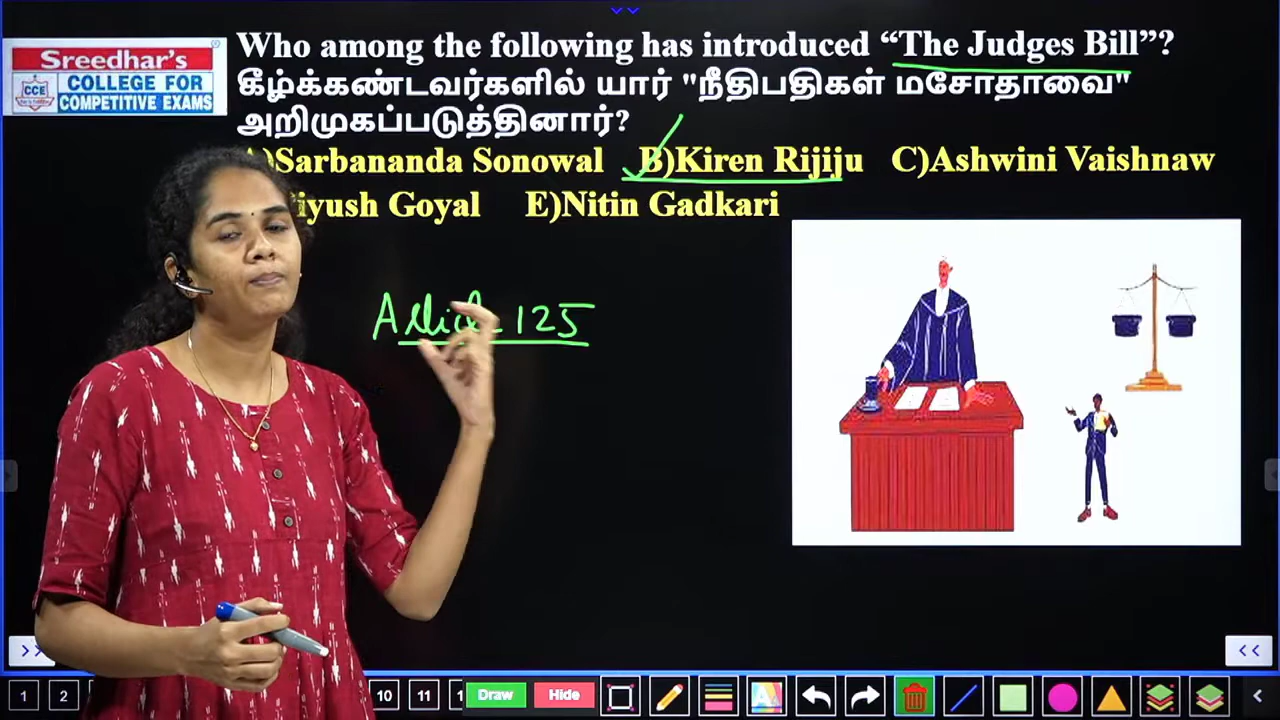 Sreedhar's
CCE
COLLEGE FOR
COMPETITIVE EXAMS
Who among the following has introduced “The Judges Bill”?
கீழ்க்கண்டவர்களில் யார் "நீதிபதிகள் மசோதாவை"
அறிமுகப்படுத்தினார்?
A)Sarbananda Sonowal B)Kiren Rijiju C)Ashwini Vaishnaw
iyush Goyal E)Nitin Gadkari
Article 125
>> <<
1 2 10 11 1 Draw Hide A <